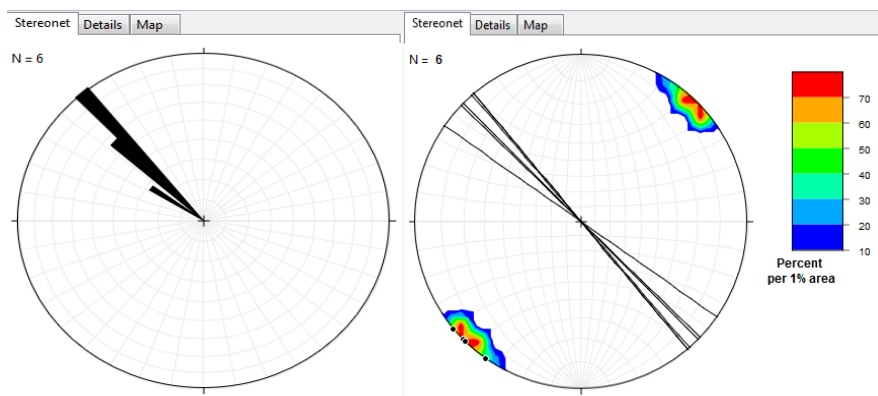 Stereonet Details Map
N = 6
Stereonet Details Map
N = 6
70
60
50
40
30
20
10
Percent
per 1% area